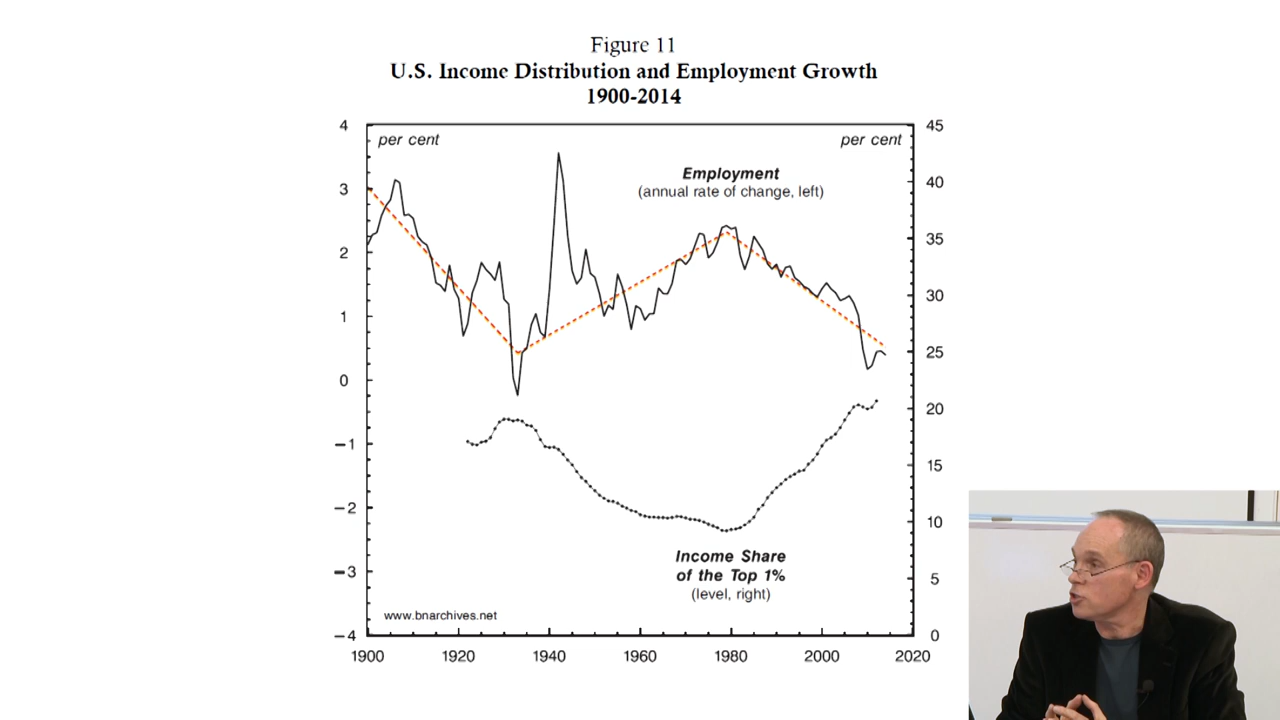 Figure 11
U.S. Income Distribution and Employment Growth
1900-2014
per cent
per cent
Employment
(annual rate of change, left)
4
3
2
1
0
−1
−2
−3
−4
45
40
35
30
25
20
15
10
5
0
Income Share
of the Top 1%
(level, right)
www.bnarchives.net
1900 1920 1940 1960 1980 2000 2020